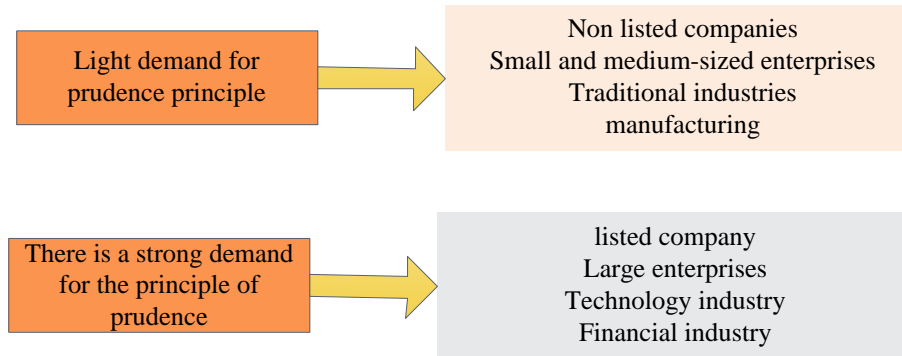 Light demand for
prudence principle
Non listed companies
Small and medium-sized enterprises
Traditional industries
manufacturing
There is a strong demand
for the principle of
prudence
listed company
Large enterprises
Technology industry
Financial industry